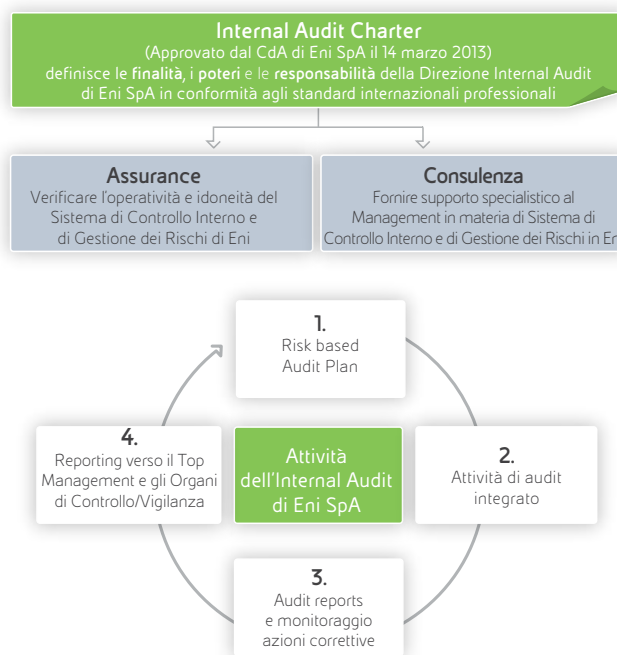 Internal Audit Charter
(Approvato dal CdA di Eni SpA il 14 marzo 2013)
definisce le finalità, i poteri e le responsabilità della Direzione Internal Audit
di Eni SpA in conformità agli standard internazionali professionali
Assurance
Verificare l'operatività e idoneità del
Sistema di Controllo Interno e
di Gestione dei Rischi di Eni
Consulenza
Fornire supporto specialistico al
Management in materia di Sistema di
Controllo Interno e di Gestione dei Rischi in En
1.
Risk based
Audit Plan
2.
Attività di audit
integrato
3.
Audit reports
e monitoraggio
azioni correttive
4.
Reporting verso il Top
Management e gli Organi
di Controllo/Vigilanza
Attività
dell'Internal Audit
di Eni SpA